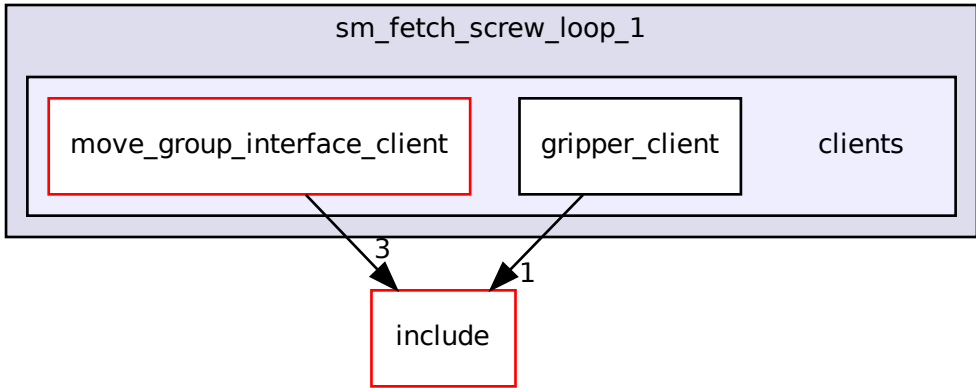 sm_fetch_screw_loop_1
move_group_interface_client
gripper_client
clients
3
1
include